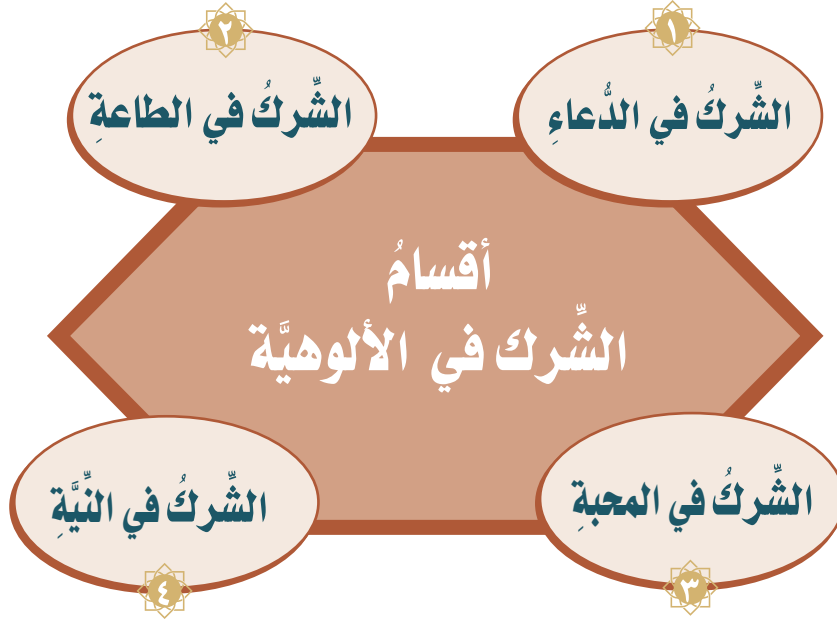 أقسامُ
الشِّرك في الألوهيَّة
١
الشِّركُ في الدُّعاءِ
٢
الشِّركُ في الطاعةِ
الشِّركُ في المحبةِ
٣
الشِّركُ في النِّيَّةِ
٤